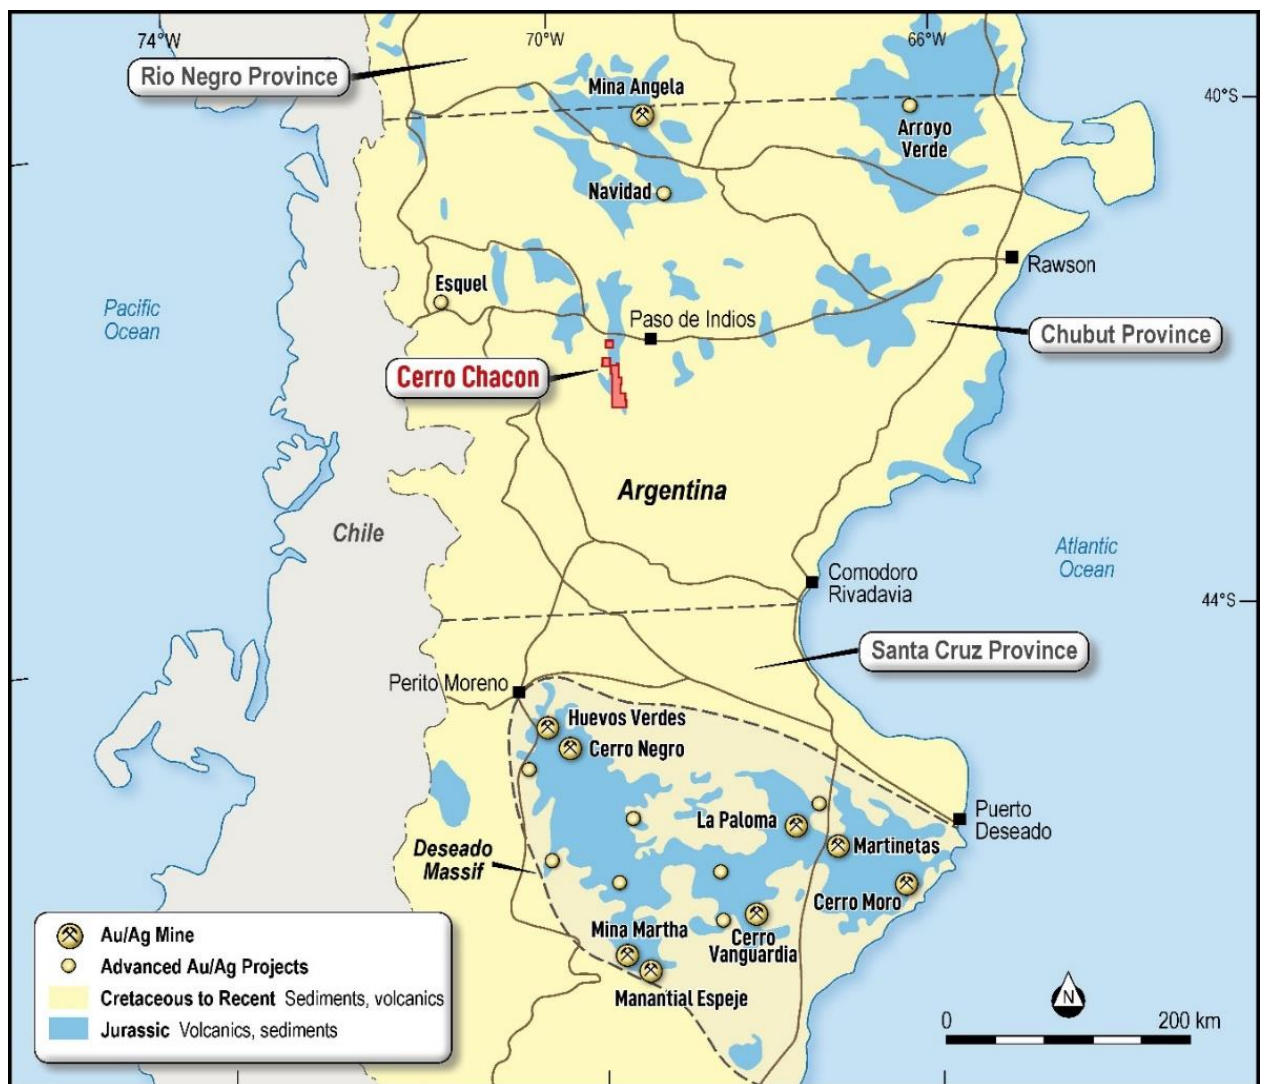 74°W
70°W
66°W
Rio Negro Province
Mina Angela
40°S
Arroyo
Verde
Navidad
Rawson
Esquel
Pacific
Ocean
Paso de Indios
Chubut Province
Cerro Chacon
Argentina
Chile
Atlantic
Ocean
Comodoro
Rivadavia
44°S
Santa Cruz Province
Perito Moreno
Huevos Verdes
Cerro Negro
Puerto
Deseado
La Paloma
Martinetas
Deseado
Massif
Cerro Moro
Mina Martha
Cerro
Vanguardia
Manantial Espeje
Au/Ag Mine
Advanced Au/Ag Projects
Cretaceous to Recent Sediments, volcanics
Jurassic Volcanics, sediments
N
0 200 km